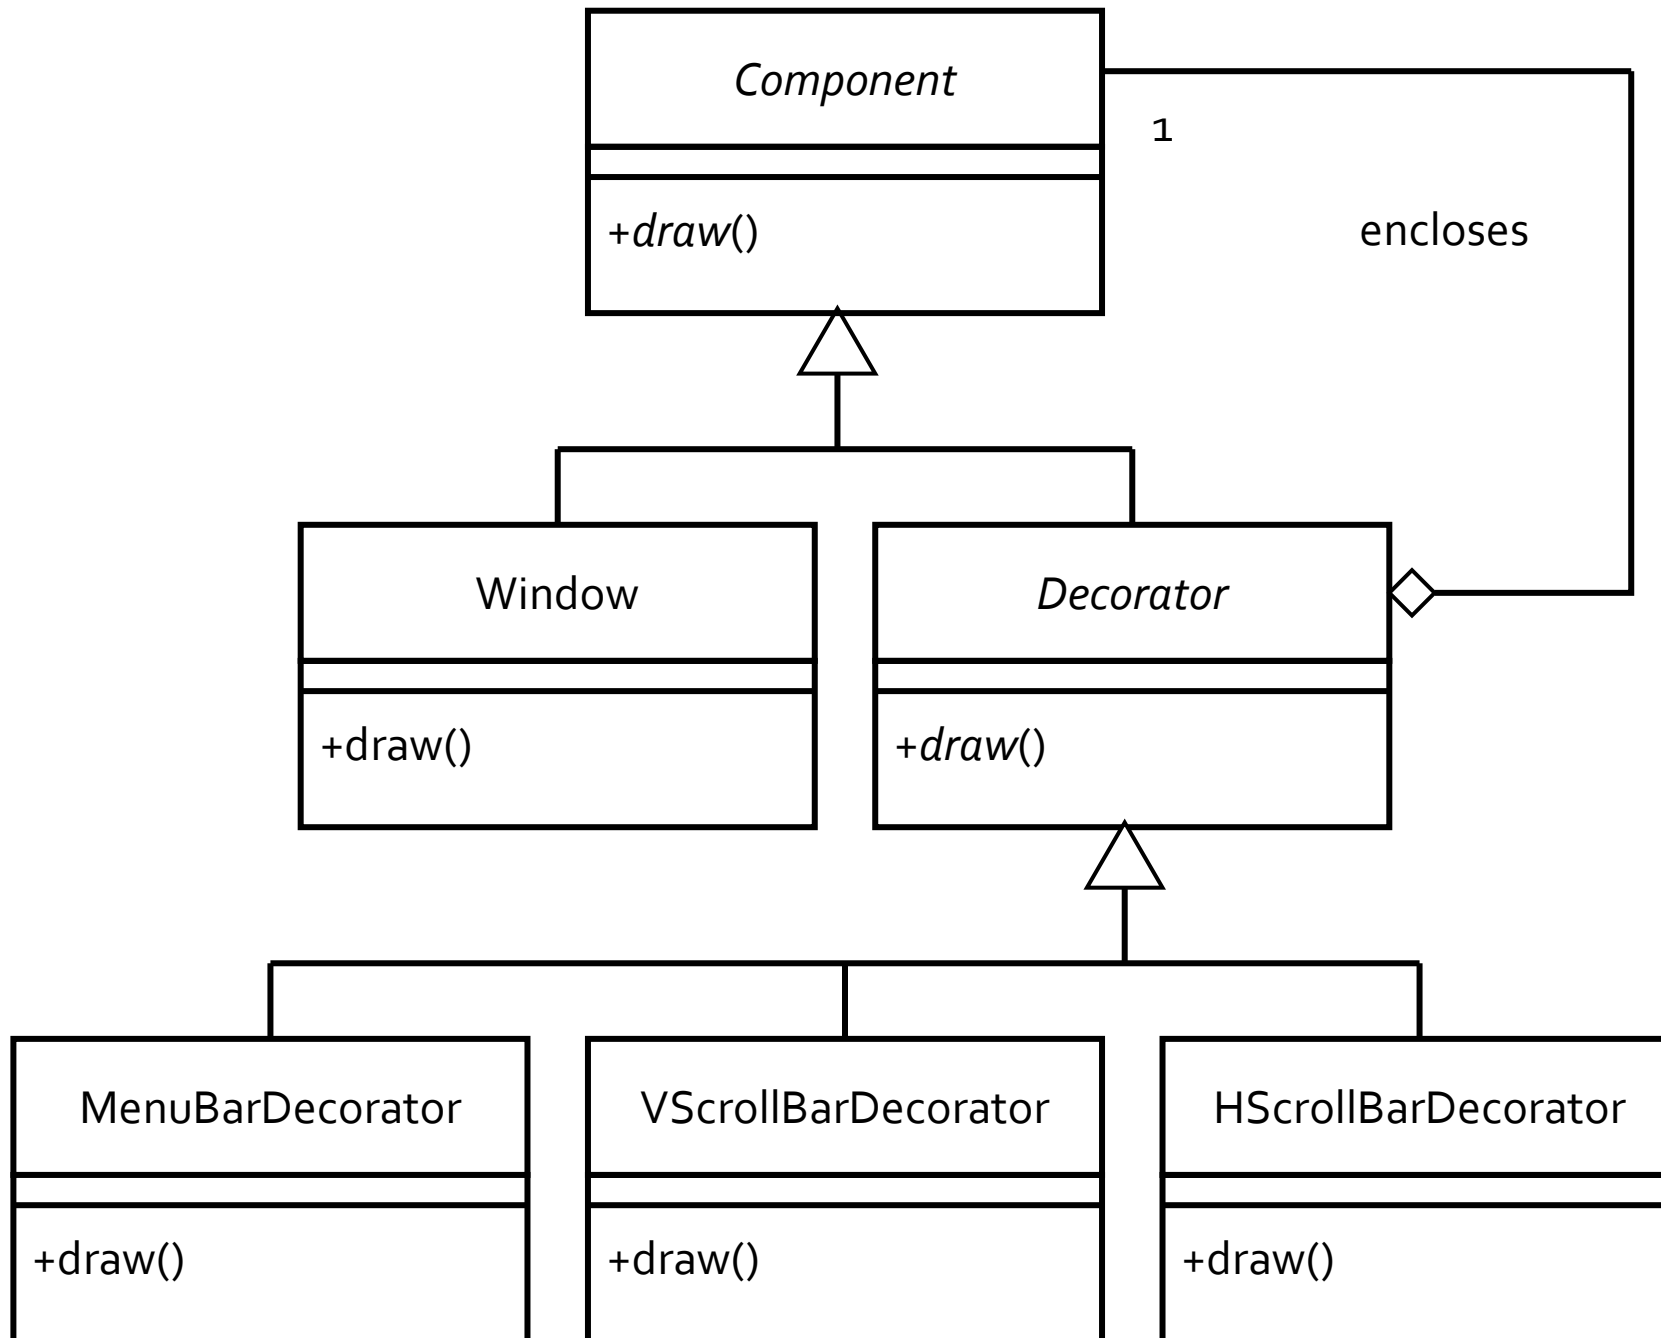 Component
1
+draw()
encloses
Window
Decorator
+draw()
+draw()
MenuBarDecorator
VScrollBarDecorator
HScrollBarDecorator
+draw()
+draw()
+draw()